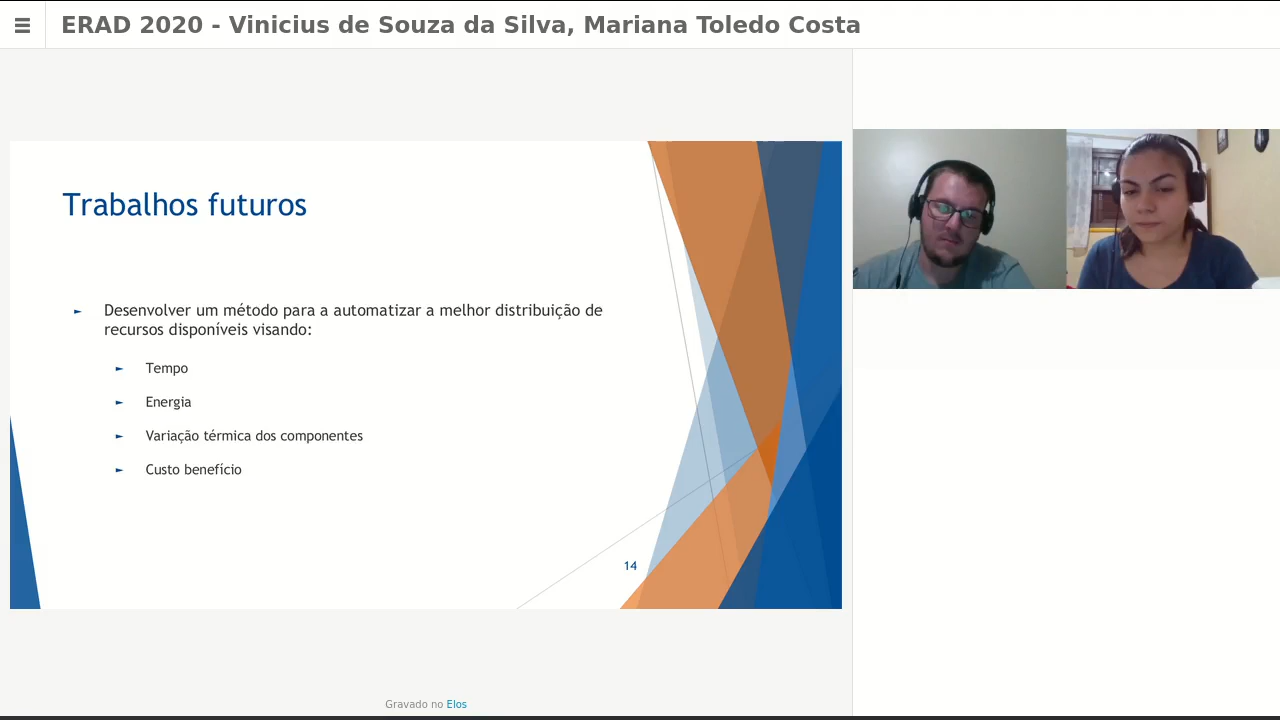 ERAD 2020 - Vinicius de Souza da Silva, Mariana Toledo Costa
Trabalhos futuros
► Desenvolver um método para a automatizar a melhor distribuição de
recursos disponíveis visando:
► Tempo
► Energia
► Variação térmica dos componentes
► Custo benefício
14
Gravado no Elos